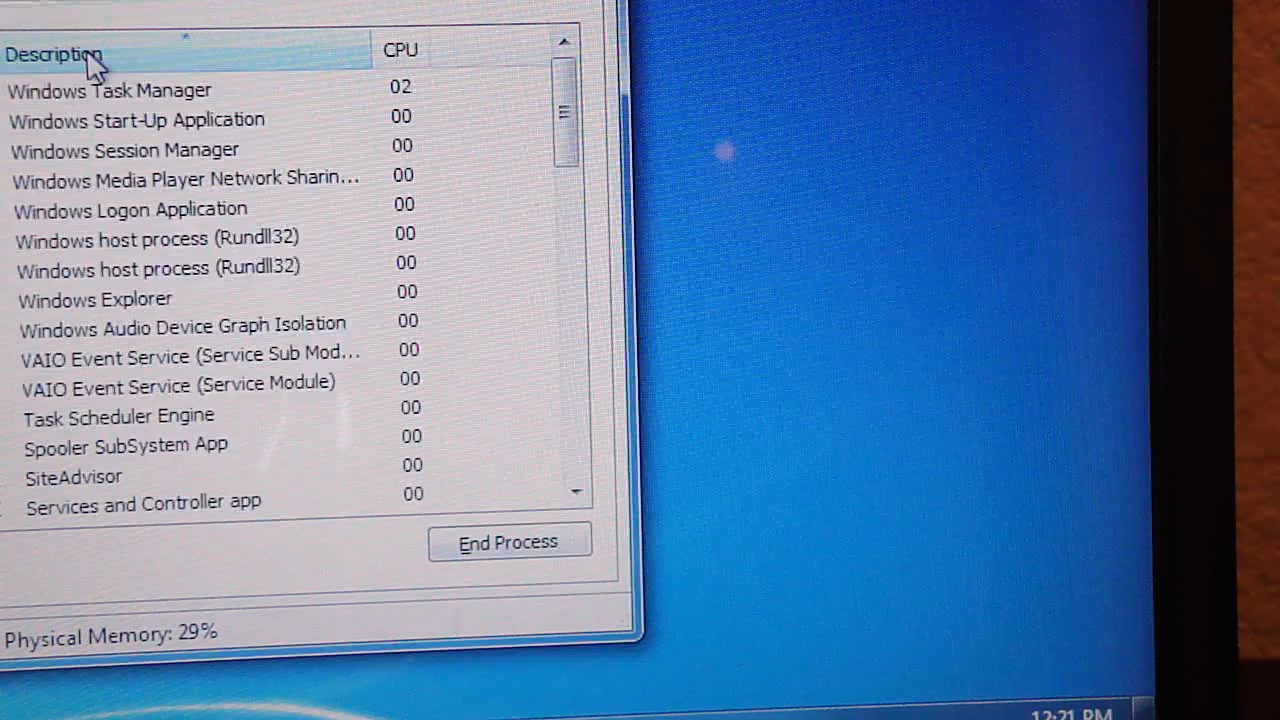 Description CPU
Windows Task Manager 02
Windows Start-Up Application 00
Windows Session Manager 00
Windows Media Player Network Sharin... 00
Windows Logon Application 00
Windows host process (Rundll32) 00
Windows host process (Rundll32) 00
Windows Explorer 00
Windows Audio Device Graph Isolation 00
VAIO Event Service (Service Sub Mod... 00
VAIO Event Service (Service Module) 00
Task Scheduler Engine 00
Spooler SubSystem App 00
SiteAdvisor 00
Services and Controller app 00
End Process
Physical Memory: 29%
12:21 PM